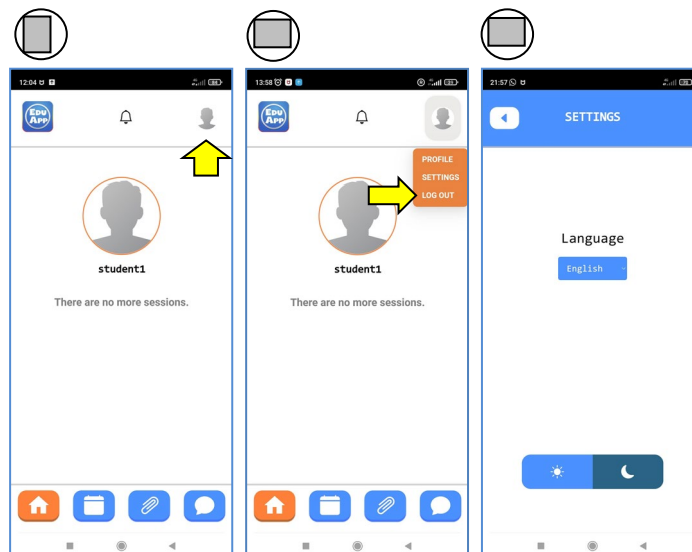 12:04
EDU
APP
student1
There are no more sessions.
13:58
EDU
APP
PROFILE
SETTINGS
LOG OUT
student1
There are no more sessions.
21:57
SETTINGS
Language
English